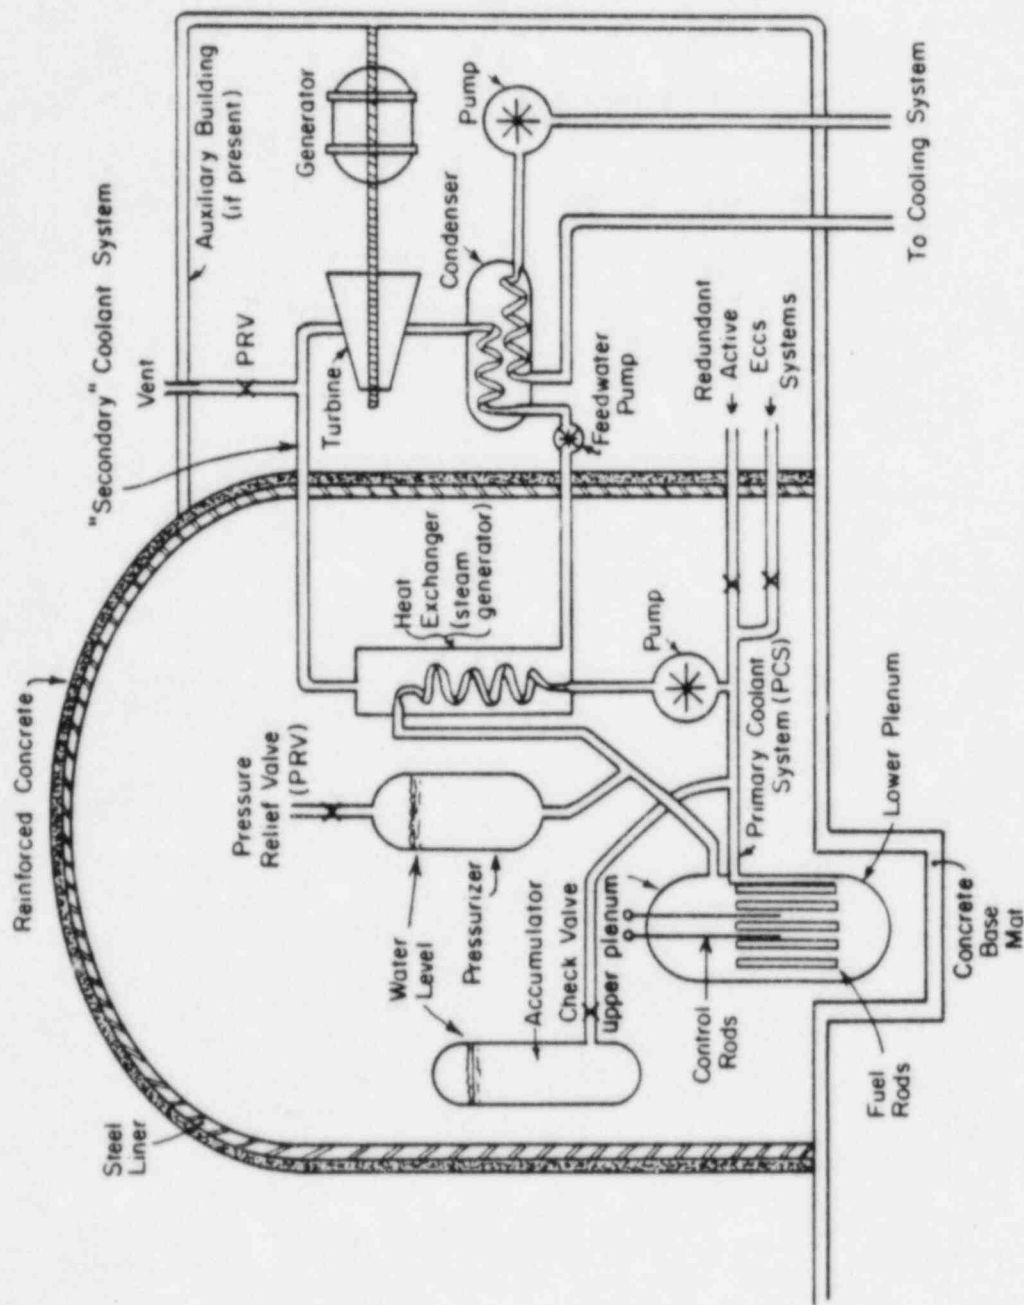 Reinforced Concrete
Steel
Liner
"Secondary" Coolant System
Vent
PRV
Auxiliary Building
(if present)
Generator
Turbine
Pump
Condenser
Feedwater
Pump
To Cooling System
Heat
Exchanger
(steam
generator)
Pressure
Relief Valve
(PRV)
Water
Level
Pressurizer
Accumulator
Check Valve
upper plenum
Control
Rods
Fuel
Rods
Pump
Primary Coolant
System (PCS)
Lower Plenum
Redundant
Active
Eccs
Systems
Concrete
Base
Mat